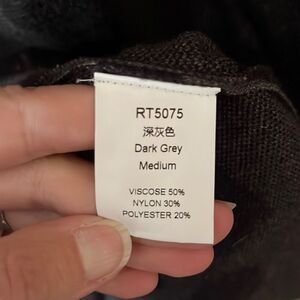 RT5075
深灰色
Dark Grey
Medium
VISCOSE 50%
NYLON 30%
POLYESTER 20%